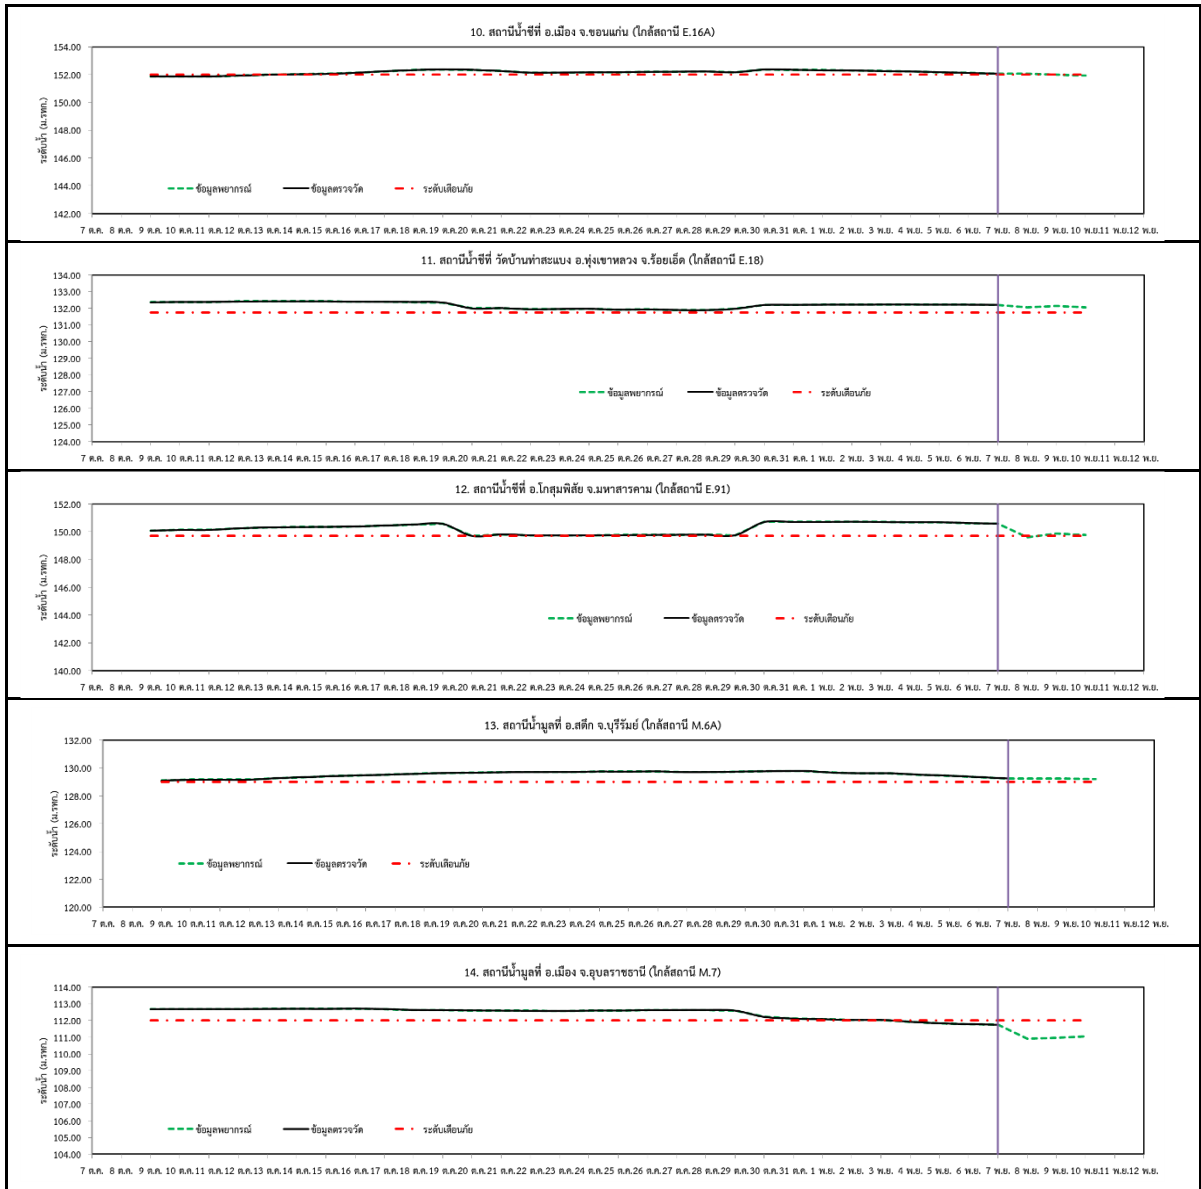 10. สถานีน้ำชีที่ อ.เมือง จ.ขอนแก่น (ใกล้สถานี E.16A)
ระดับน้ำ (ม.รทก.)
154.00
152.00
150.00
148.00
146.00
144.00
142.00
ข้อมูลพยากรณ์ ข้อมูลตรวจวัด ระดับเตือนภัย
7 ต.ค. 8 ต.ค. 9 ต.ค. 10 ต.ค.11 ต.ค.12 ต.ค.13 ต.ค.14 ต.ค.15 ต.ค.16 ต.ค.17 ต.ค.18 ต.ค.19 ต.ค.20 ต.ค.21 ต.ค.22 ต.ค.23 ต.ค.24 ต.ค.25 ต.ค.26 ต.ค.27 ต.ค.28 ต.ค.29 ต.ค.30 ต.ค.31 ต.ค. 1 พ.ย. 2 พ.ย. 3 พ.ย. 4 พ.ย. 5 พ.ย. 6 พ.ย. 7 พ.ย. 8 พ.ย. 9 พ.ย. 10 พ.ย.11 พ.ย.12 พ.ย.
11. สถานีน้ำชีที่ วัดบ้านท่าสะแบง อ.ทุ่งเขาหลวง จ.ร้อยเอ็ด (ใกล้สถานี E.18)
ระดับน้ำ (ม.รทก.)
134.00
133.00
132.00
131.00
130.00
129.00
128.00
127.00
126.00
125.00
124.00
ข้อมูลพยากรณ์ ข้อมูลตรวจวัด ระดับเตือนภัย
7 ต.ค. 8 ต.ค. 9 ต.ค. 10 ต.ค.11 ต.ค.12 ต.ค.13 ต.ค.14 ต.ค.15 ต.ค.16 ต.ค.17 ต.ค.18 ต.ค.19 ต.ค.20 ต.ค.21 ต.ค.22 ต.ค.23 ต.ค.24 ต.ค.25 ต.ค.26 ต.ค.27 ต.ค.28 ต.ค.29 ต.ค.30 ต.ค.31 ต.ค. 1 พ.ย. 2 พ.ย. 3 พ.ย. 4 พ.ย. 5 พ.ย. 6 พ.ย. 7 พ.ย. 8 พ.ย. 9 พ.ย. 10 พ.ย.11 พ.ย.12 พ.ย.
12. สถานีน้ำชีที่ อ.โกสุมพิสัย จ.มหาสารคาม (ใกล้สถานี E.91)
ระดับน้ำ (ม.รทก.)
152.00
150.00
148.00
146.00
144.00
142.00
140.00
ข้อมูลพยากรณ์ ข้อมูลตรวจวัด ระดับเตือนภัย
7 ต.ค. 8 ต.ค. 9 ต.ค. 10 ต.ค.11 ต.ค.12 ต.ค.13 ต.ค.14 ต.ค.15 ต.ค.16 ต.ค.17 ต.ค.18 ต.ค.19 ต.ค.20 ต.ค.21 ต.ค.22 ต.ค.23 ต.ค.24 ต.ค.25 ต.ค.26 ต.ค.27 ต.ค.28 ต.ค.29 ต.ค.30 ต.ค.31 ต.ค. 1 พ.ย. 2 พ.ย. 3 พ.ย. 4 พ.ย. 5 พ.ย. 6 พ.ย. 7 พ.ย. 8 พ.ย. 9 พ.ย. 10 พ.ย.11 พ.ย.12 พ.ย.
13. สถานีน้ำมูลที่ อ.สตึก จ.บุรีรัมย์ (ใกล้สถานี M.6A)
ระดับน้ำ (ม.รทก.)
132.00
130.00
128.00
126.00
124.00
122.00
120.00
ข้อมูลพยากรณ์ ข้อมูลตรวจวัด ระดับเตือนภัย
7 ต.ค. 8 ต.ค. 9 ต.ค. 10 ต.ค.11 ต.ค.12 ต.ค.13 ต.ค.14 ต.ค.15 ต.ค.16 ต.ค.17 ต.ค.18 ต.ค.19 ต.ค.20 ต.ค.21 ต.ค.22 ต.ค.23 ต.ค.24 ต.ค.25 ต.ค.26 ต.ค.27 ต.ค.28 ต.ค.29 ต.ค.30 ต.ค.31 ต.ค. 1 พ.ย. 2 พ.ย. 3 พ.ย. 4 พ.ย. 5 พ.ย. 6 พ.ย. 7 พ.ย. 8 พ.ย. 9 พ.ย. 10 พ.ย.11 พ.ย.12 พ.ย.
14. สถานีน้ำมูลที่ อ.เมือง จ.อุบลราชธานี (ใกล้สถานี M.7)
ระดับน้ำ (ม.รทก.)
114.00
113.00
112.00
111.00
110.00
109.00
108.00
107.00
106.00
105.00
104.00
ข้อมูลพยากรณ์ ข้อมูลตรวจวัด ระดับเตือนภัย
7 ต.ค. 8 ต.ค. 9 ต.ค. 10 ต.ค.11 ต.ค.12 ต.ค.13 ต.ค.14 ต.ค.15 ต.ค.16 ต.ค.17 ต.ค.18 ต.ค.19 ต.ค.20 ต.ค.21 ต.ค.22 ต.ค.23 ต.ค.24 ต.ค.25 ต.ค.26 ต.ค.27 ต.ค.28 ต.ค.29 ต.ค.30 ต.ค.31 ต.ค. 1 พ.ย. 2 พ.ย. 3 พ.ย. 4 พ.ย. 5 พ.ย. 6 พ.ย. 7 พ.ย. 8 พ.ย. 9 พ.ย. 10 พ.ย.11 พ.ย.12 พ.ย.